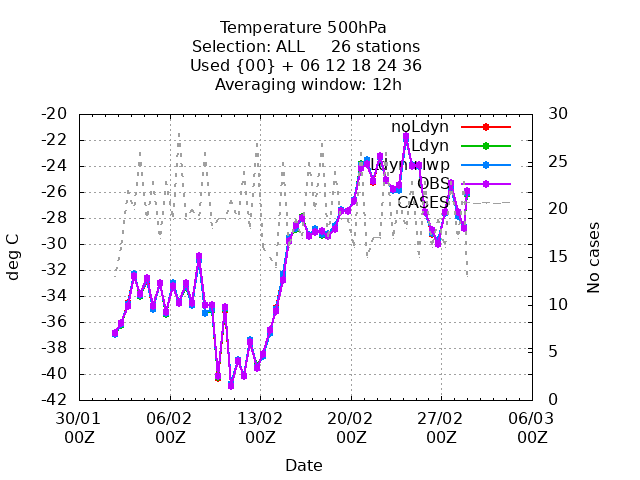 Temperature 500hPa
Selection: ALL 26 stations
Used {00} + 06 12 18 24 36
Averaging window: 12h
-20
-22
-24
-26
-28
-30
-32
-34
-36
-38
-40
-42
deg C
30
25
20
15
10
5
0
No cases
noLdyn
Ldyn
OBS
CASES
30/01 06/02 13/02 20/02 27/02 06/03
00Z 00Z 00Z 00Z 00Z 00Z
Date